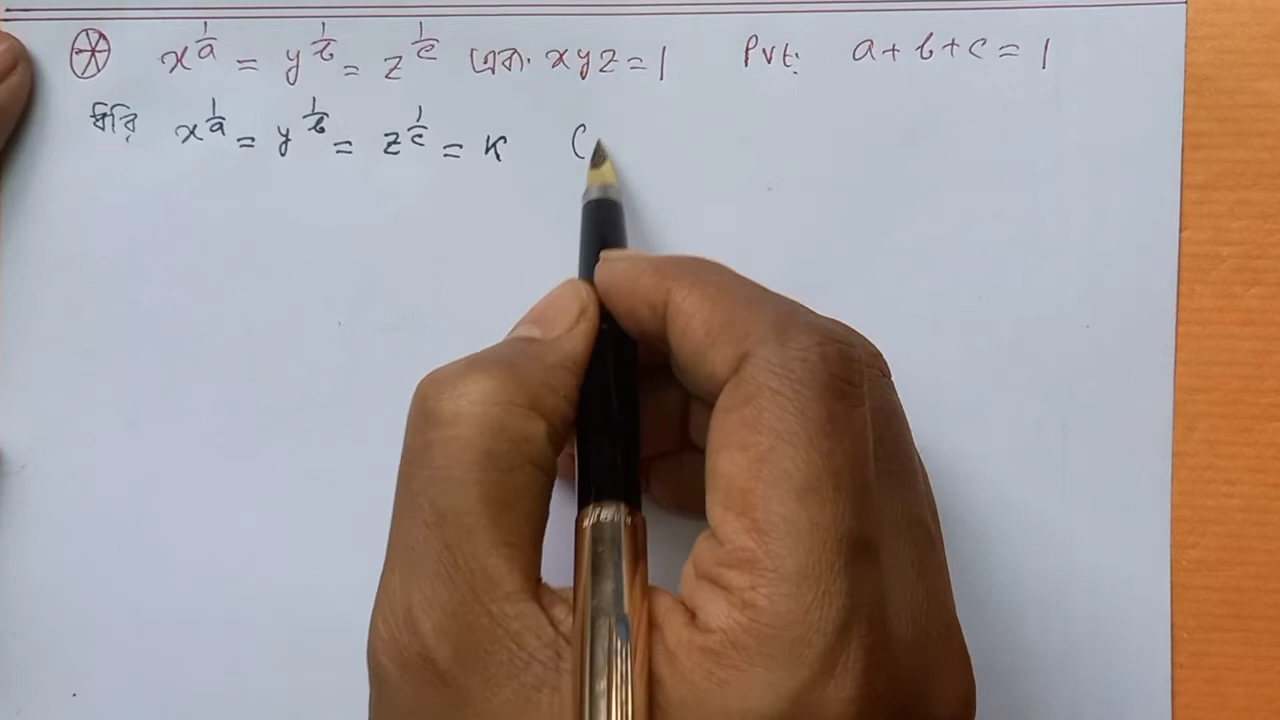 x^{1/a} = y^{1/b} = z^{1/c} এবং xyz = 1 Pvt: a + b + c = 1
ধরি, x^{1/a} = y^{1/b} = z^{1/c} = K (